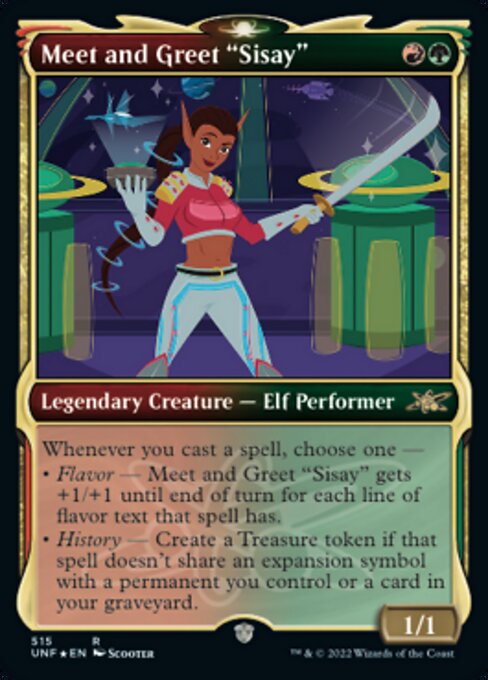 Meet and Greet “Sisay”
Legendary Creature — Elf Performer
Whenever you cast a spell, choose one —
• Flavor — Meet and Greet “Sisay” gets
+1/+1 until end of turn for each line of
flavor text that spell has.
• History — Create a Treasure token if that
spell doesn’t share an expansion symbol
with a permanent you control or a card in
your graveyard.
1/1
515 R
UNF★EN Scooter
™ & © 2022 Wizards of the Coast